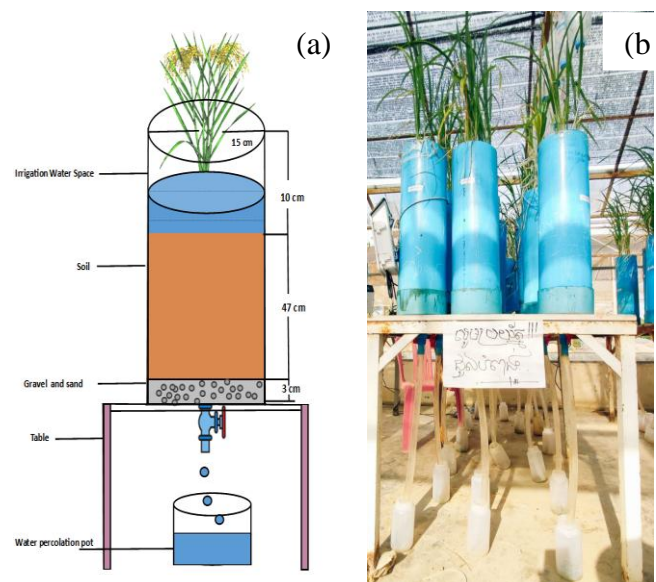 (a)
(b)
15 cm
Irrigation Water Space
10 cm
Soil
47 cm
Gravel and sand
3 cm
Table
Water percolation pot